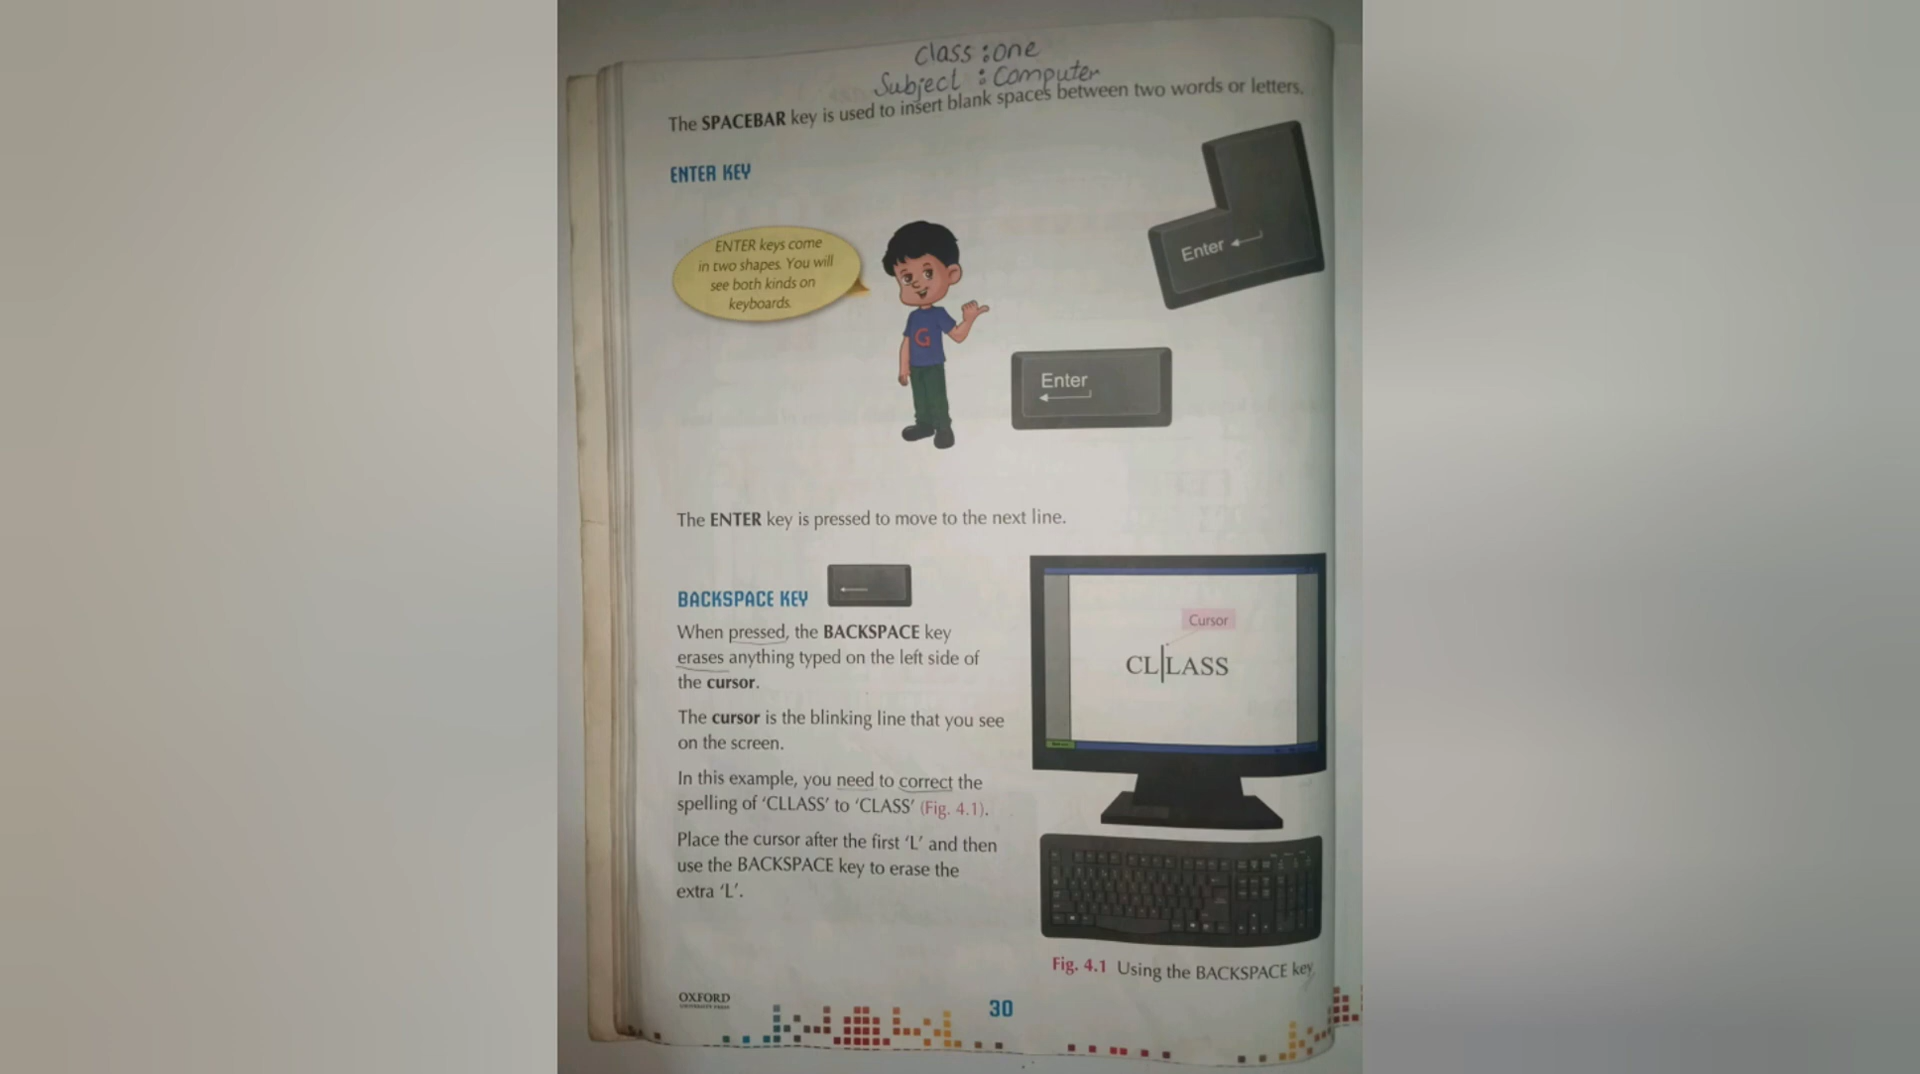 Class : one
Subject : Computer
The SPACEBAR key is used to insert blank spaces between two words or letters.
ENTER KEY
ENTER keys come
in two shapes. You will
see both kinds on
keyboards.
G
Enter
Enter
The ENTER key is pressed to move to the next line.
BACKSPACE KEY
When pressed, the BACKSPACE key
erases anything typed on the left side of
the cursor.
The cursor is the blinking line that you see
on the screen.
In this example, you need to correct the
spelling of ‘CLLASS’ to ‘CLASS’ (Fig. 4.1).
Place the cursor after the first ‘L’ and then
use the BACKSPACE key to erase the
extra ‘L’.
Cursor
CL|LASS
Fig. 4.1 Using the BACKSPACE key
OXFORD
UNIVERSITY PRESS
30